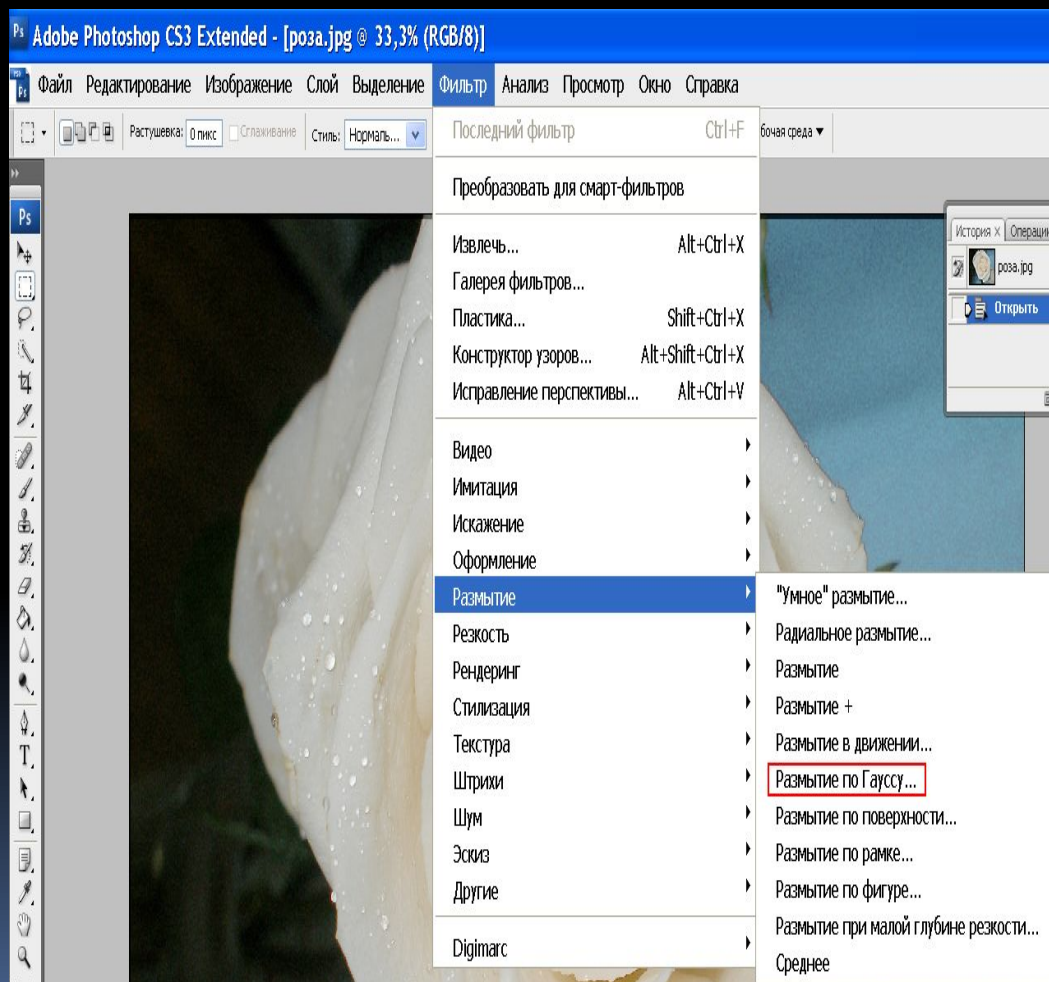 Ps Adobe Photoshop CS3 Extended - [роза.jpg @ 33,3% (RGB/8)]
Файл Редактирование Изображение Слой Выделение Фильтр Анализ Просмотр Окно Справка
Растушевка: 0 пикс Сглаживание Стиль: Нормаль... бочая среда
Последний фильтр Ctrl+F
Преобразовать для смарт-фильтров
Извлечь... Alt+Ctrl+X
Галерея фильтров...
Пластика... Shift+Ctrl+X
Конструктор узоров... Alt+Shift+Ctrl+X
Исправление перспективы... Alt+Ctrl+V
Видео
Имитация
Искажение
Оформление
Размытие
Резкость
Рендеринг
Стилизация
Текстура
Штрихи
Шум
Эскиз
Другие
Digimarc
"Умное" размытие...
Радиальное размытие...
Размытие
Размытие +
Размытие в движении...
Размытие по Гауссу...
Размытие по поверхности...
Размытие по рамке...
Размытие по фигуре...
Размытие при малой глубине резкости...
Среднее
История × Операции
роза.jpg
Открыть
Ps
T